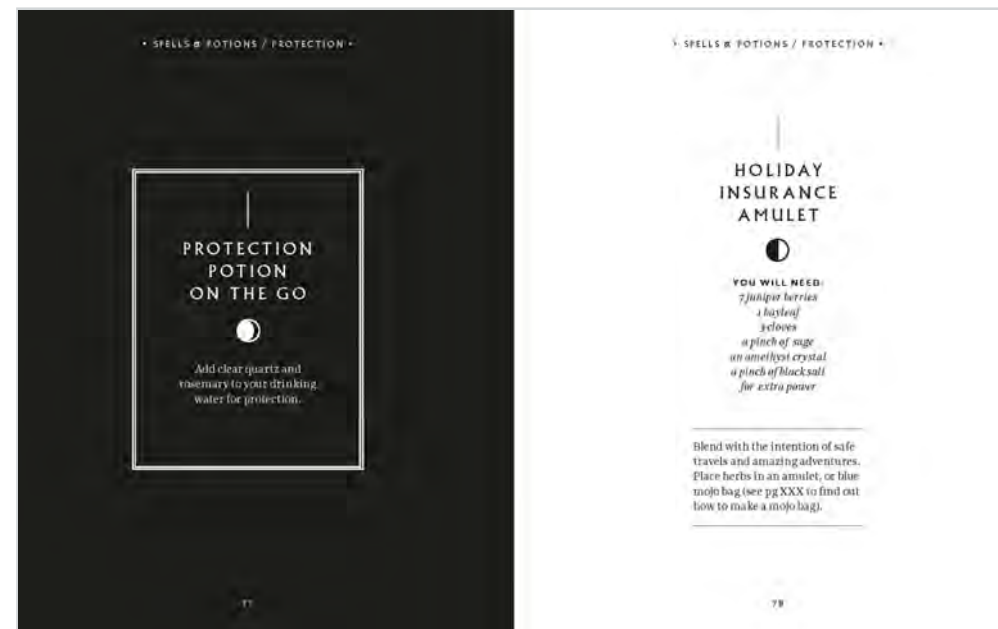 • SPELLS & POTIONS / PROTECTION •
PROTECTION
POTION
ON THE GO
Add clear quartz and
rosemary to your drinking
water for protection.
77
• SPELLS & POTIONS / PROTECTION •
HOLIDAY
INSURANCE
AMULET
YOU WILL NEED:
7 juniper berries
1 bayleaf
3 cloves
a pinch of sage
an amethyst crystal
a pinch of black salt
for extra power
Blend with the intention of safe
travels and amazing adventures.
Place herbs in an amulet, or blue
mojo bag (see pg XXX to find out
how to make a mojo bag).